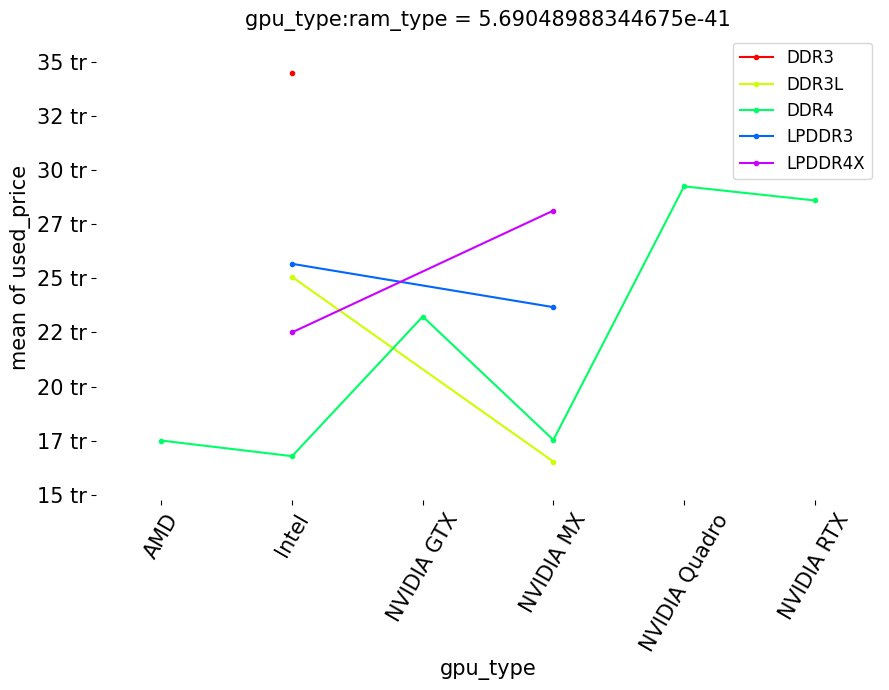 gpu_type:ram_type = 5.69048988344675e-41
DDR3
DDR3L
DDR4
LPDDR3
LPDDR4X
mean of used_price
35 tr
32 tr
30 tr
27 tr
25 tr
22 tr
20 tr
17 tr
15 tr
AMD
Intel
NVIDIA GTX
NVIDIA MX
NVIDIA Quadro
NVIDIA RTX
gpu_type